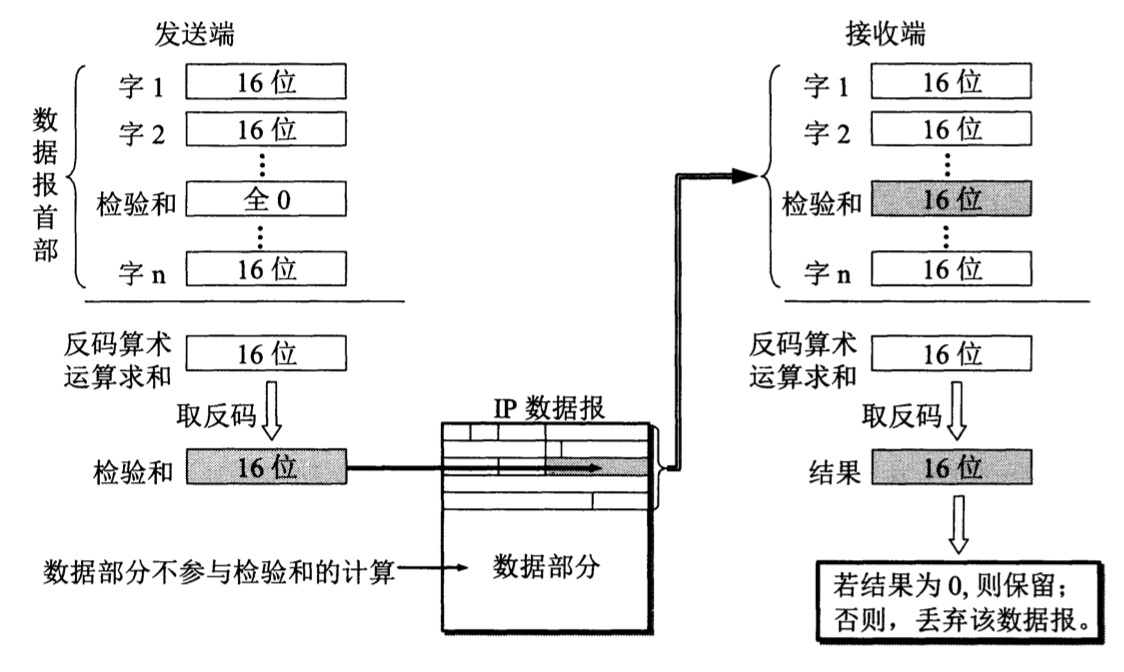 发送端
数据报首部
字 1 16 位
字 2 16 位
检验和 全 0
字 n 16 位
反码算术
运算求和
16 位
取反码
检验和 16 位
数据部分不参与检验和的计算
IP 数据报
数据部分
接收端
字 1 16 位
字 2 16 位
检验和 16 位
字 n 16 位
反码算术
运算求和
16 位
取反码
结果 16 位
若结果为 0, 则保留；
否则，丢弃该数据报。